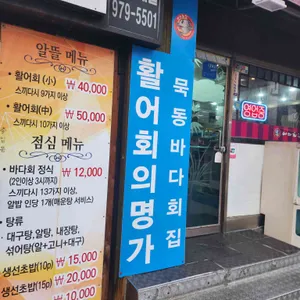 979-5501
알뜰 메뉴
• 활어회 (小) ₩ 40,000
스끼다시 9가지 이상
• 활어회(中) ₩ 50,000
스끼다시 10가지 이상
점심 메뉴
• 바다회 정식 ₩ 12,000
(2인이상 3시까지)
스끼다시 13가지 이상,
알밥 인당 1개(매운탕 서비스)
• 탕류
대구탕,알탕, 내장탕,
섞어탕(알+고니+대구)
생선초밥(10p) ₩ 15,000
생선초밥(15p) ₩ 20,000
₩ 10,000
활어회의명가
묵동바다회집
영업중